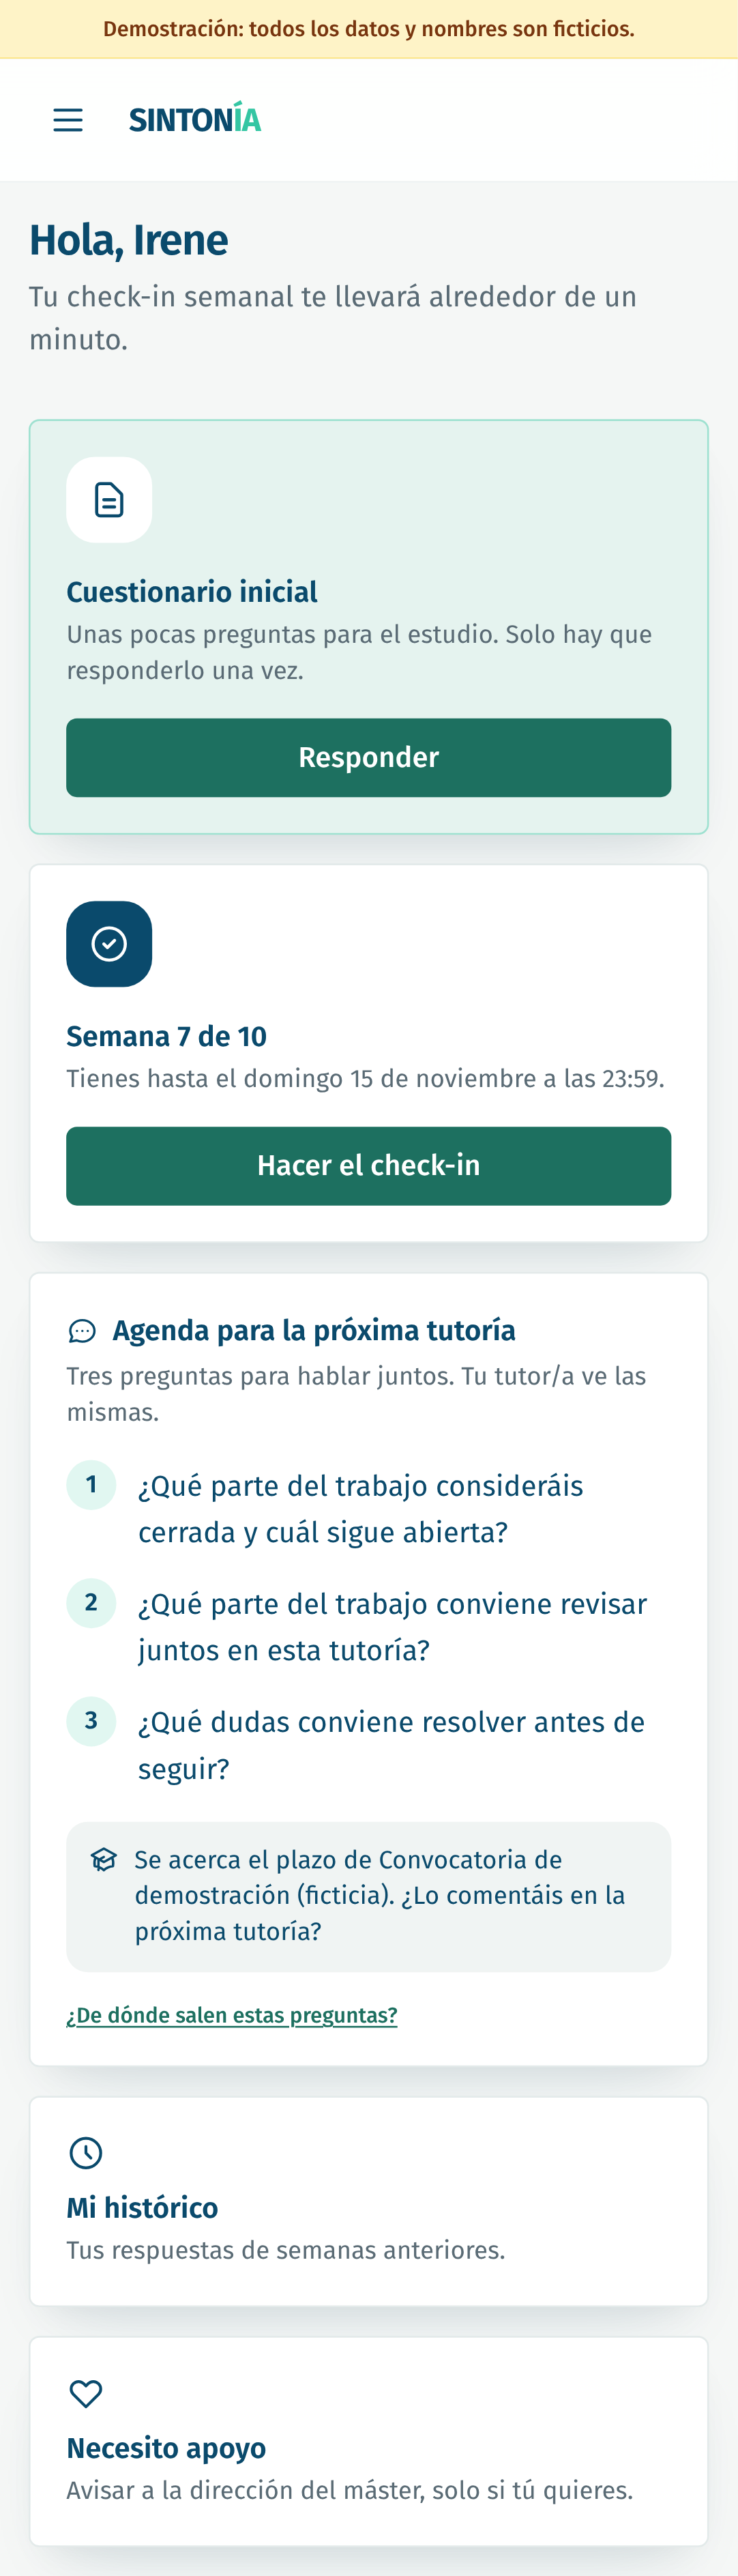 Demostración: todos los datos y nombres son ficticios.
SINTONÍA
Hola, Irene
Tu check-in semanal te llevará alrededor de un
minuto.
Cuestionario inicial
Unas pocas preguntas para el estudio. Solo hay que
responderlo una vez.
Responder
Semana 7 de 10
Tienes hasta el domingo 15 de noviembre a las 23:59.
Hacer el check-in
Agenda para la próxima tutoría
Tres preguntas para hablar juntos. Tu tutor/a ve las
mismas.
1 ¿Qué parte del trabajo consideráis
cerrada y cuál sigue abierta?
2 ¿Qué parte del trabajo conviene revisar
juntos en esta tutoría?
3 ¿Qué dudas conviene resolver antes de
seguir?
Se acerca el plazo de Convocatoria de
demostración (ficticia). ¿Lo comentáis en la
próxima tutoría?
¿De dónde salen estas preguntas?
Mi histórico
Tus respuestas de semanas anteriores.
Necesito apoyo
Avisar a la dirección del máster, solo si tú quieres.